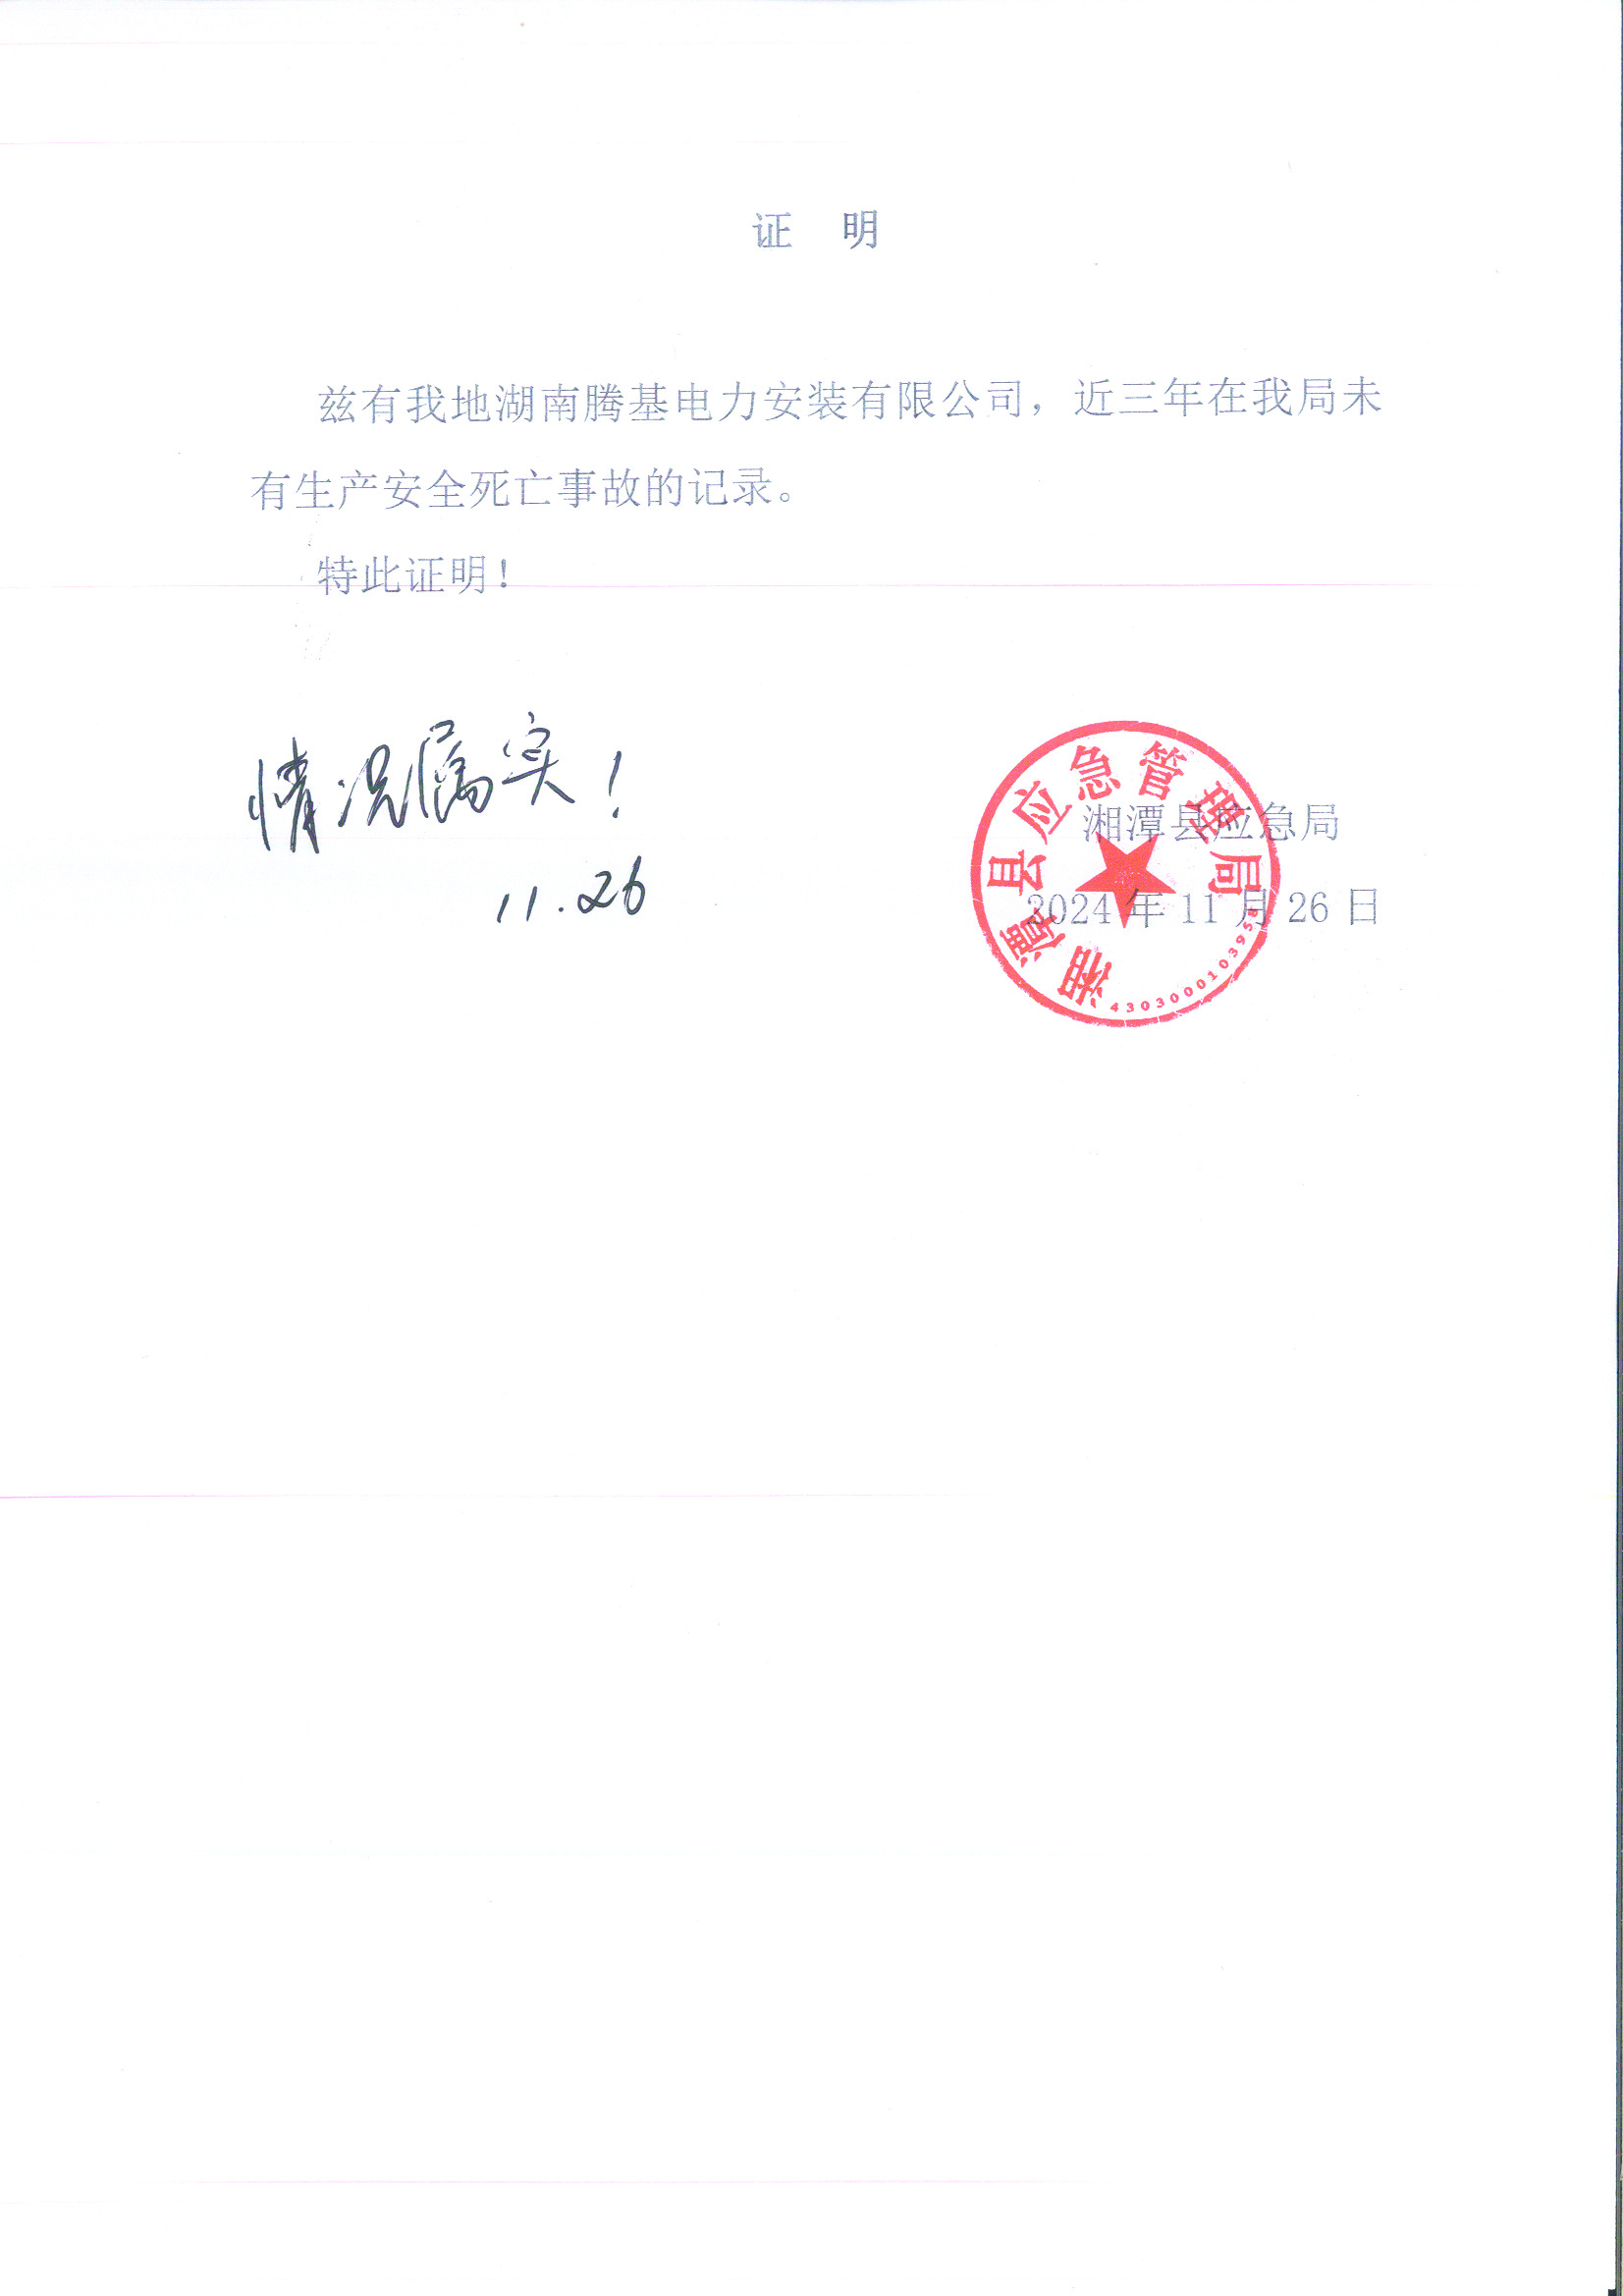 证 明
兹有我地湖南腾基电力安装有限公司，近三年在我局未
有生产安全死亡事故的记录。
特此证明！
情况属实！
11.26
湘潭县应急局
2024 年 11 月 26 日
湘潭县应急管理局
4303000103958